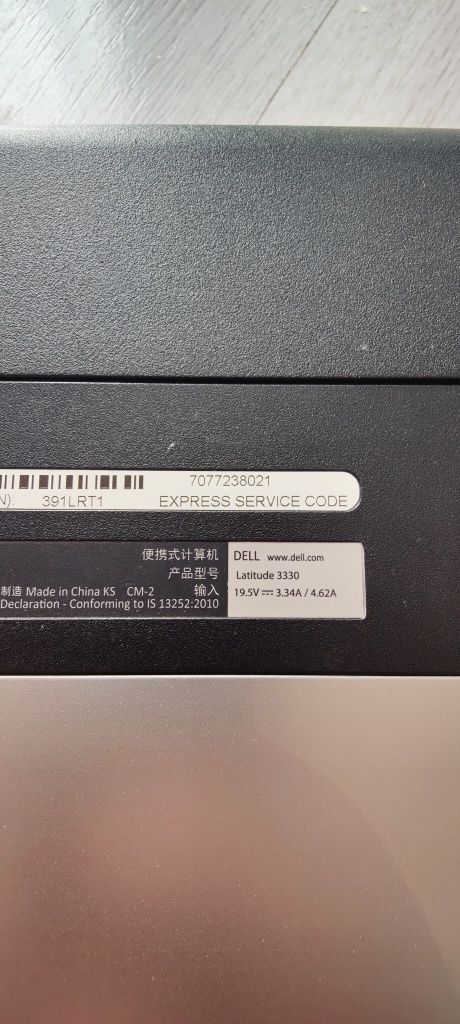 7077238021
N): 391LRT1 EXPRESS SERVICE CODE
便携式计算机 DELL www.dell.com
产品型号 Latitude 3330
制造 Made in China KS CM-2 输入 19.5V⎓3.34A / 4.62A
Declaration - Conforming to IS 13252:2010